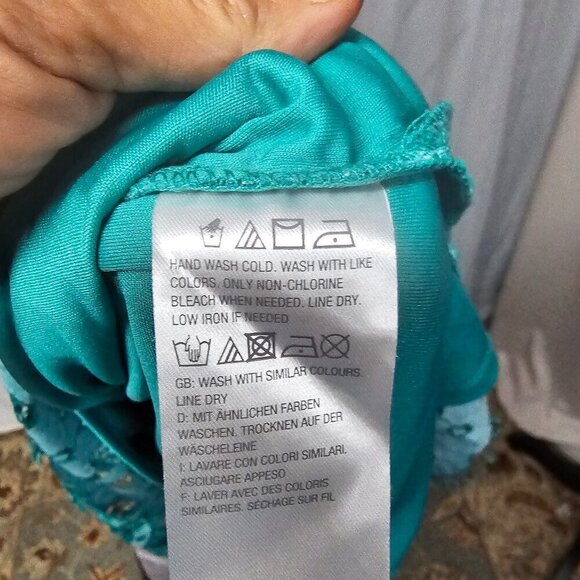 HAND WASH COLD. WASH WITH LIKE
COLORS. ONLY NON-CHLORINE
BLEACH WHEN NEEDED. LINE DRY.
LOW IRON IF NEEDED
GB: WASH WITH SIMILAR COLOURS.
LINE DRY
D: MIT ÄHNLICHEN FARBEN
WASCHEN. TROCKNEN AUF DER
WÄSCHELEINE
I: LAVARE CON COLORI SIMILARI.
ASCIUGARE APPESO
F: LAVER AVEC DES COLORIS
SIMILAIRES. SÉCHAGE SUR FIL